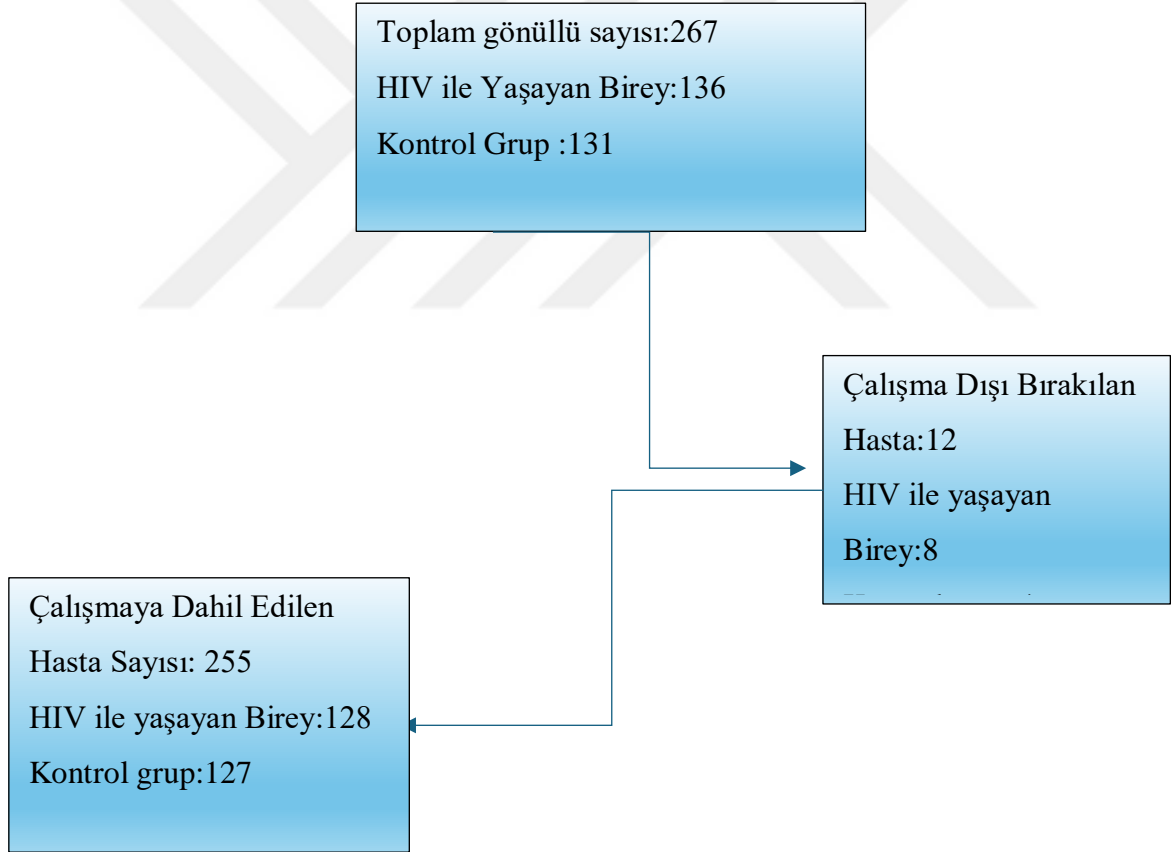 Toplam gönüllü sayısı:267
HIV ile Yaşayan Birey:136
Kontrol Grup :131
Çalışma Dışı Bırakılan
Hasta:12
HIV ile yaşayan
Birey:8
Çalışmaya Dahil Edilen
Hasta Sayısı: 255
HIV ile yaşayan Birey:128
Kontrol grup:127